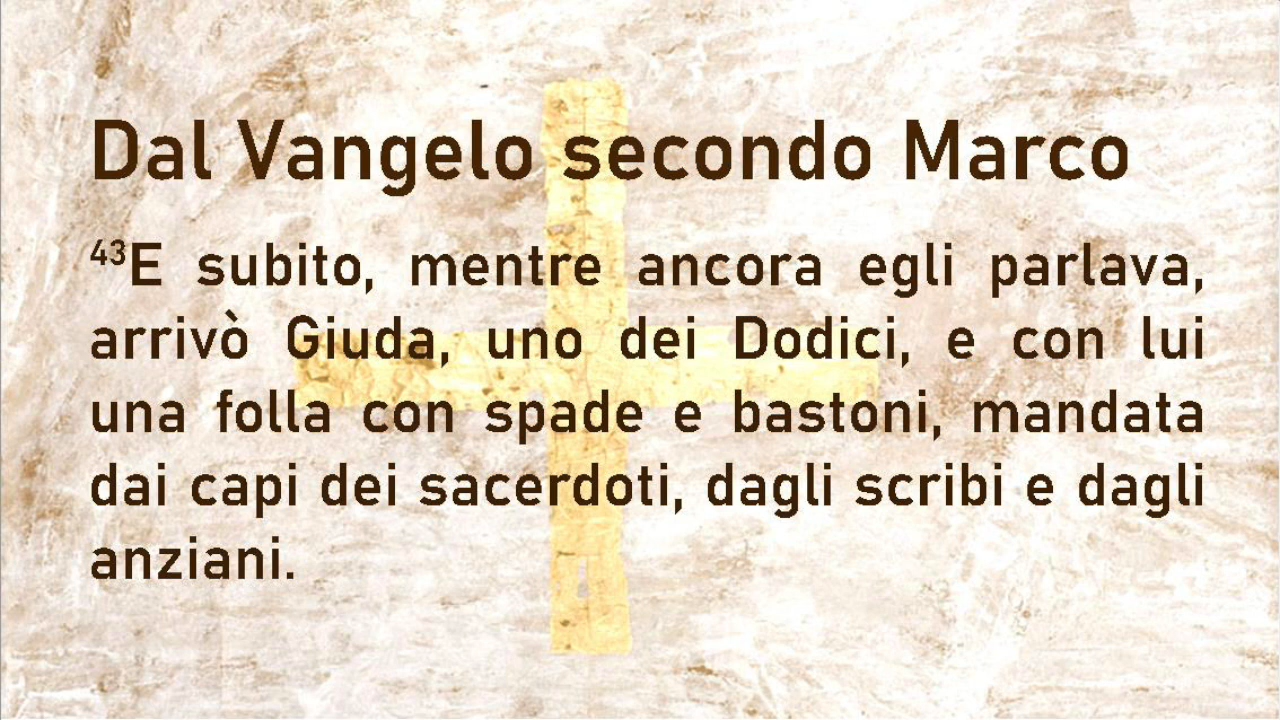 Dal Vangelo secondo Marco
⁴³E subito, mentre ancora egli parlava,
arrivò Giuda, uno dei Dodici, e con lui
una folla con spade e bastoni, mandata
dai capi dei sacerdoti, dagli scribi e dagli
anziani.